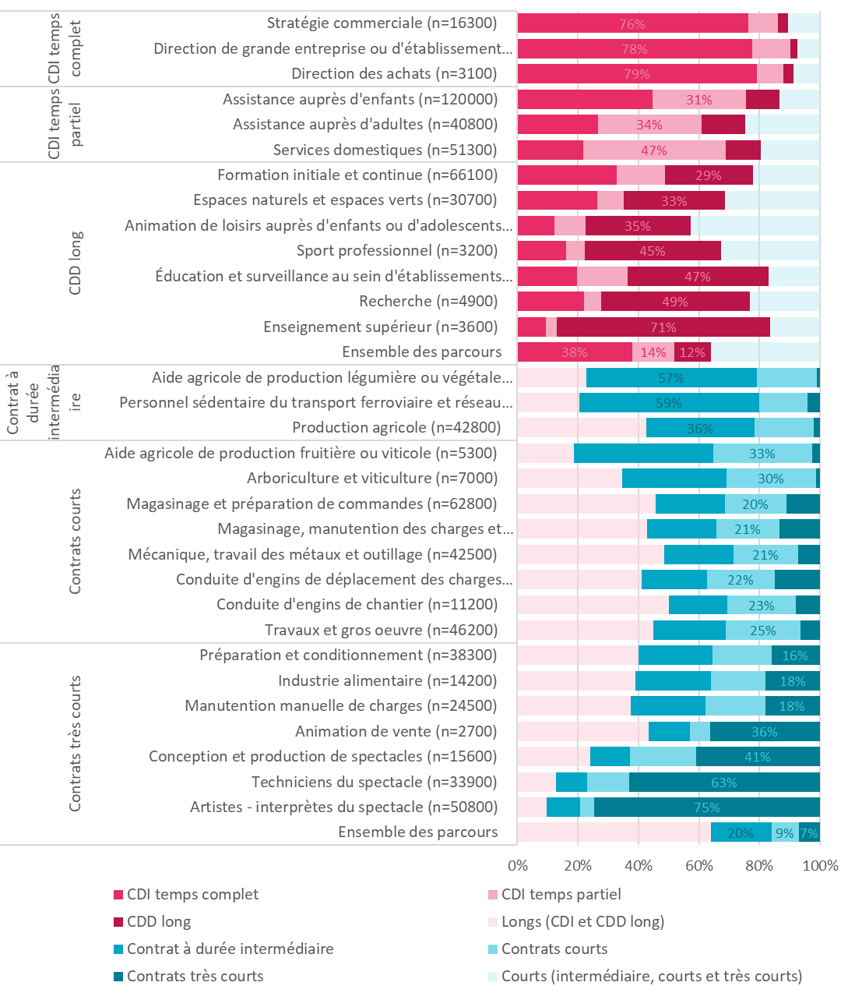 CDI temps
complet
Stratégie commerciale (n=16300)
76%
Direction de grande entreprise ou d'établissement...
78%
Direction des achats (n=3100)
79%
CDI temps
partiel
Assistance auprès d'enfants (n=120000)
31%
Assistance auprès d'adultes (n=40800)
34%
Services domestiques (n=51300)
47%
CDD long
Formation initiale et continue (n=66100)
29%
Espaces naturels et espaces verts (n=30700)
33%
Animation de loisirs auprès d'enfants ou d'adolescents...
35%
Sport professionnel (n=3200)
45%
Éducation et surveillance au sein d'établissements...
47%
Recherche (n=4900)
49%
Enseignement supérieur (n=3600)
71%
Ensemble des parcours
38% 14% 12%
Contrat à
durée
intermédia
ire
Aide agricole de production légumière ou végétale...
57%
Personnel sédentaire du transport ferroviaire et réseau...
59%
Production agricole (n=42800)
36%
Contrats courts
Aide agricole de production fruitière ou viticole (n=5300)
33%
Arboriculture et viticulture (n=7000)
30%
Magasinage et préparation de commandes (n=62800)
20%
Magasinage, manutention des charges et...
21%
Mécanique, travail des métaux et outillage (n=42500)
21%
Conduite d'engins de déplacement des charges...
22%
Conduite d'engins de chantier (n=11200)
23%
Travaux et gros oeuvre (n=46200)
25%
Contrats très courts
Préparation et conditionnement (n=38300)
16%
Industrie alimentaire (n=14200)
18%
Manutention manuelle de charges (n=24500)
18%
Animation de vente (n=2700)
36%
Conception et production de spectacles (n=15600)
41%
Techniciens du spectacle (n=33900)
63%
Artistes - interprètes du spectacle (n=50800)
75%
Ensemble des parcours
20% 9% 7%
0% 20% 40% 60% 80% 100%
CDI temps complet
CDI temps partiel
CDD long
Longs (CDI et CDD long)
Contrat à durée intermédiaire
Contrats courts
Contrats très courts
Courts (intermédiaire, courts et très courts)